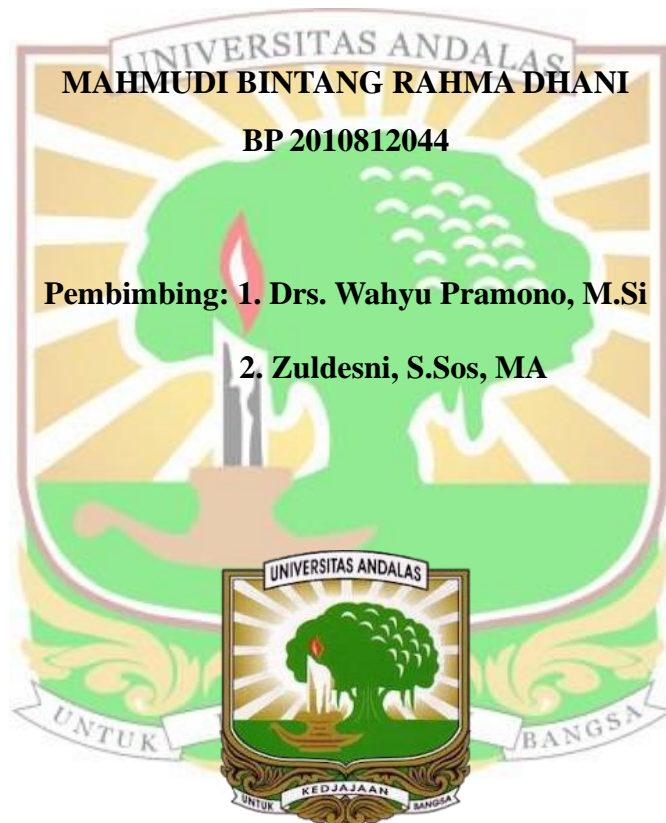 UNIVERSITAS ANDALAS
MAHMUDI BINTANG RAHMA DHANI
BP 2010812044
Pembimbing: 1. Drs. Wahyu Pramono, M.Si
2. Zuldesni, S.Sos, MA
UNIVERSITAS ANDALAS
UNTUK BANGSA
UNTUK KEDJAJAAN BANGSA